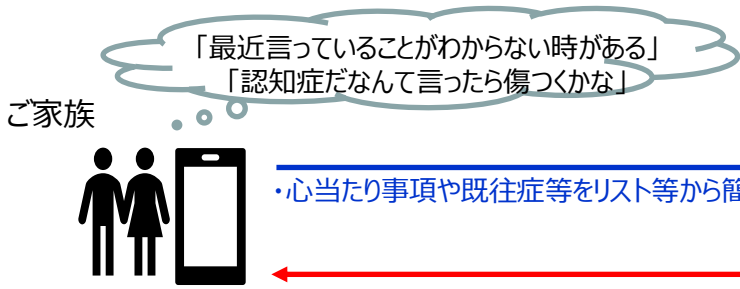 「最近言っていることがわからない時がある」
「認知症だなんて言ったら傷つくかな」
ご家族
・心当たり事項や既往症等をリスト等から簡